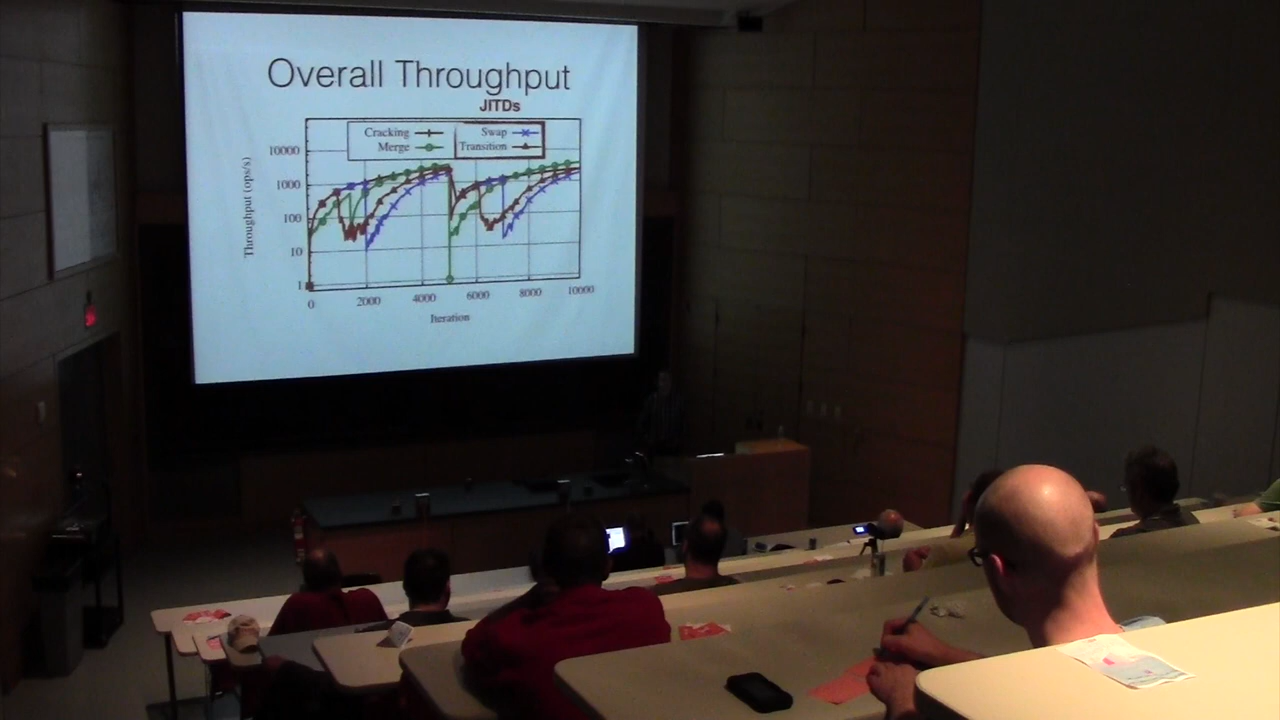 Overall Throughput
JITDs
Cracking Swap
Merge Transition
Throughput (ops/s)
10000
1000
100
10
1
0 2000 4000 6000 8000 10000
Iteration